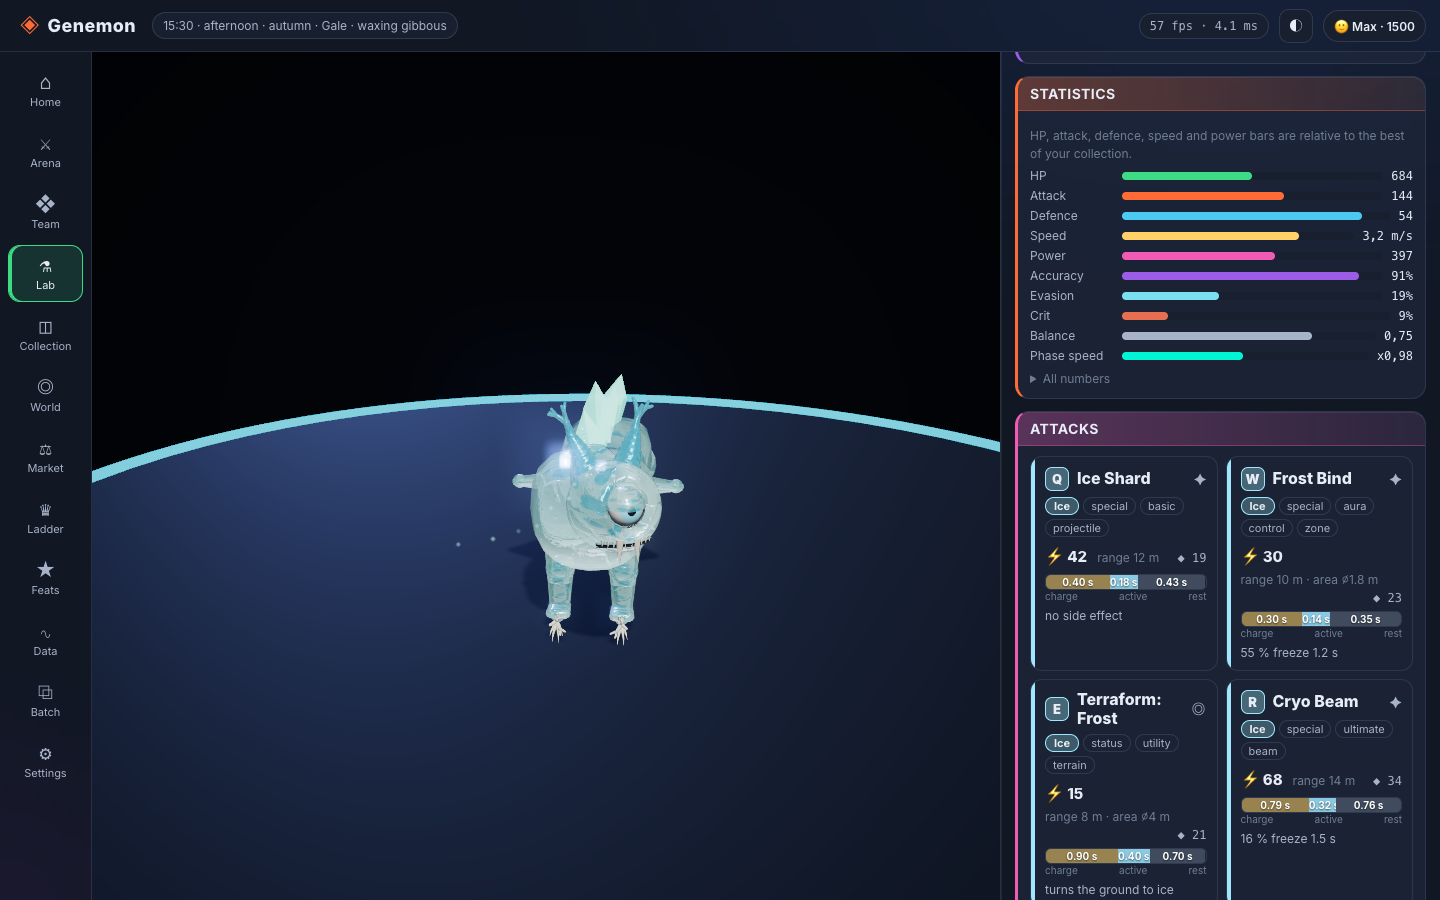 Genemon
15:30 · afternoon · autumn · Gale · waxing gibbous
57 fps · 4.1 ms
Max · 1500
Home
Arena
Team
Lab
Collection
World
Market
Ladder
Feats
Data
Batch
Settings
STATISTICS
HP, attack, defence, speed and power bars are relative to the best
of your collection.
HP 684
Attack 144
Defence 54
Speed 3,2 m/s
Power 397
Accuracy 91%
Evasion 19%
Crit 9%
Balance 0,75
Phase speed x0,98
All numbers
ATTACKS
Q Ice Shard
Ice special basic
projectile
42 range 12 m 19
0.40 s 0.18 s 0.43 s
charge active rest
no side effect
W Frost Bind
Ice special aura
control zone
30
range 10 m · area ø1.8 m
23
0.30 s 0.14 s 0.35 s
charge active rest
55 % freeze 1.2 s
E Terraform:
Frost
Ice status utility
terrain
15
range 8 m · area ø4 m
21
0.90 s 0.40 s 0.70 s
charge active rest
turns the ground to ice
R Cryo Beam
Ice special ultimate
beam
68 range 14 m 34
0.79 s 0.32 s 0.76 s
charge active rest
16 % freeze 1.5 s